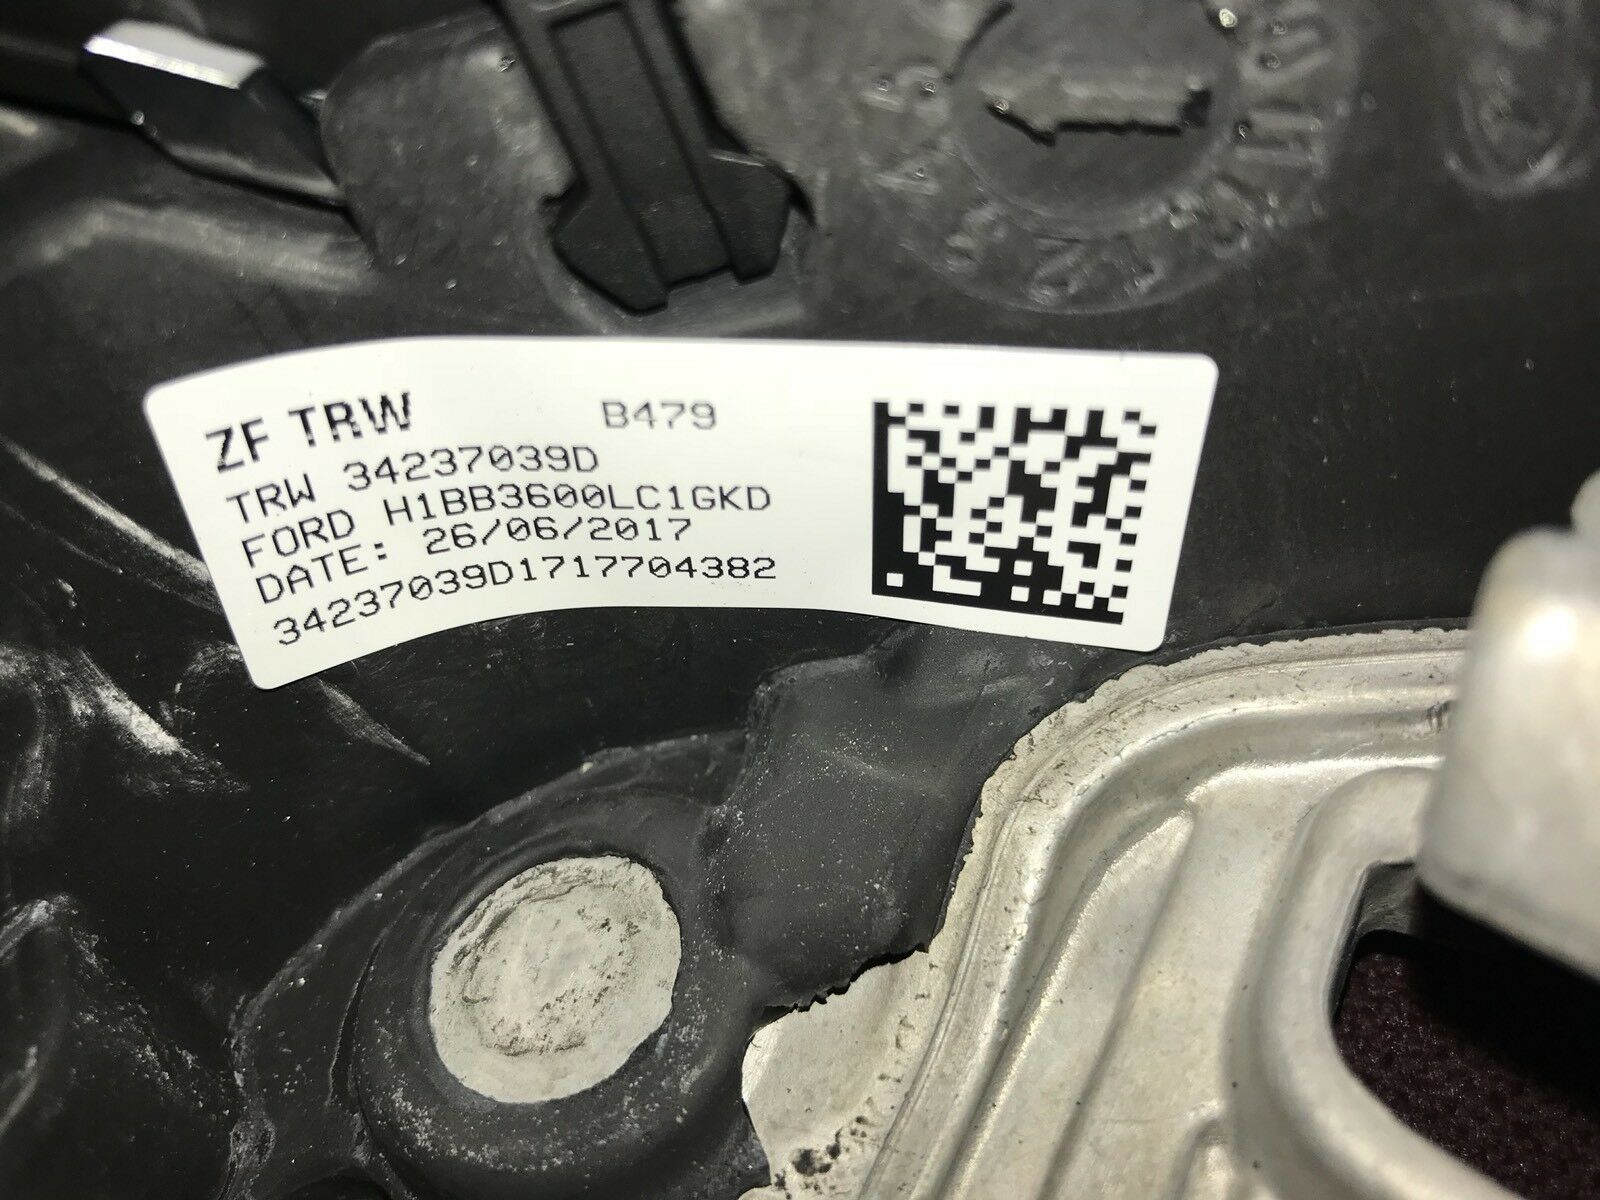 ZF TRW B479
TRW 34237039D
FORD H1BB3600LC1GKD
DATE: 26/06/2017
34237039D1717704382